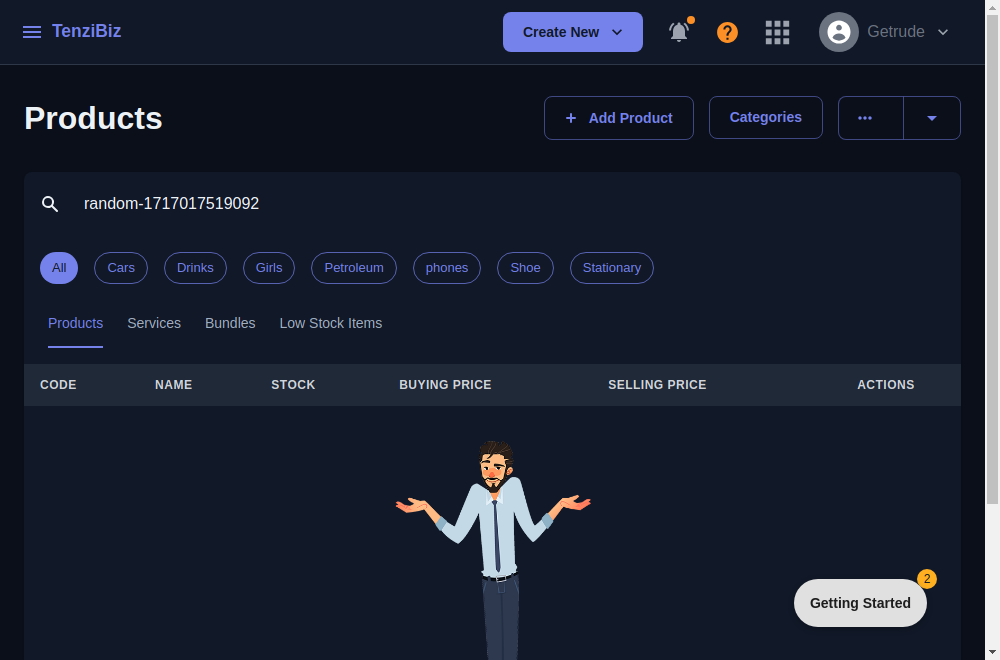 TenziBiz
Create New
?
Getrude
Products
+ Add Product
Categories
random-1717017519092
All
Cars
Drinks
Girls
Petroleum
phones
Shoe
Stationary
Products
Services
Bundles
Low Stock Items
CODE
NAME
STOCK
BUYING PRICE
SELLING PRICE
ACTIONS
2
Getting Started